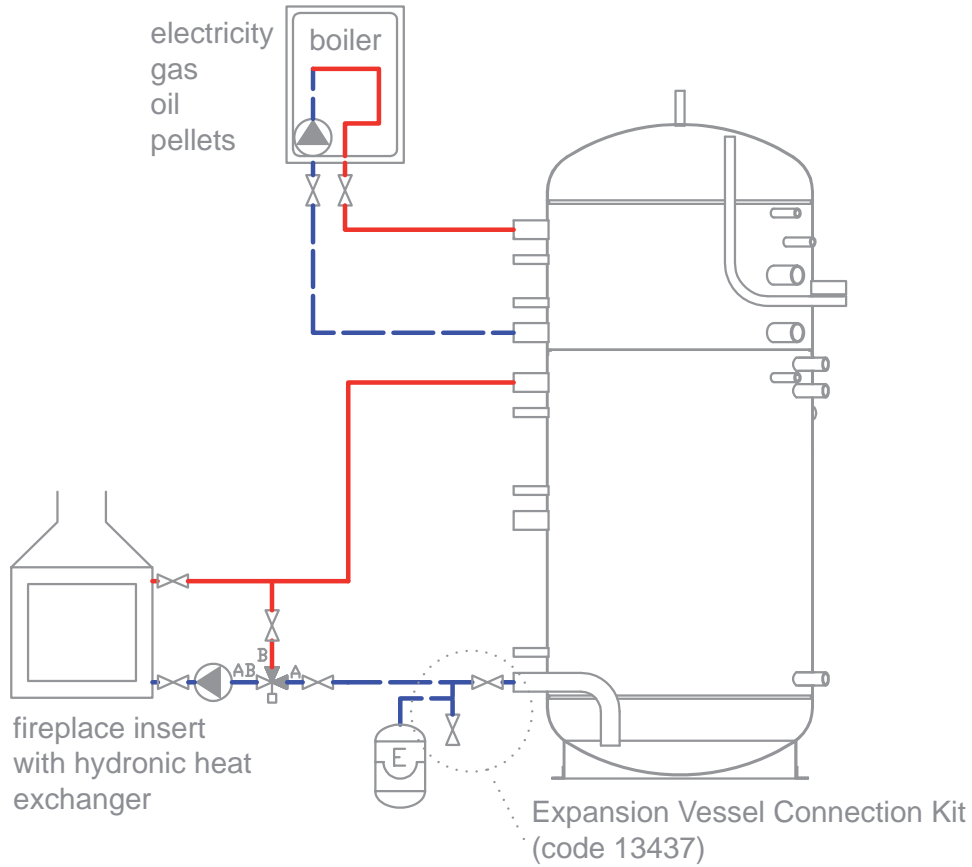 electricity
gas
oil
pellets
boiler
B
AB
A
E
fireplace insert
with hydronic heat
exchanger
Expansion Vessel Connection Kit
(code 13437)